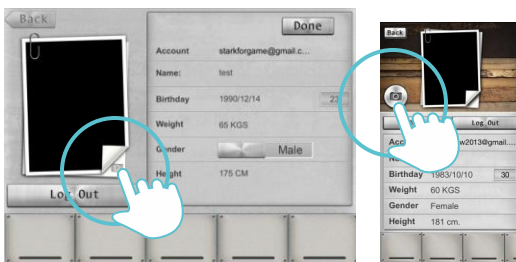 Back
Done
Account starkforgame@gmail.c...
Name: test
Birthday 1990/12/14 23
Weight 65 KGS
Gender Male
Height 175 CM
Log Out
Back
Log Out
Birthday 1983/10/10 30
Weight 60 KGS
Gender Female
Height 181 cm.